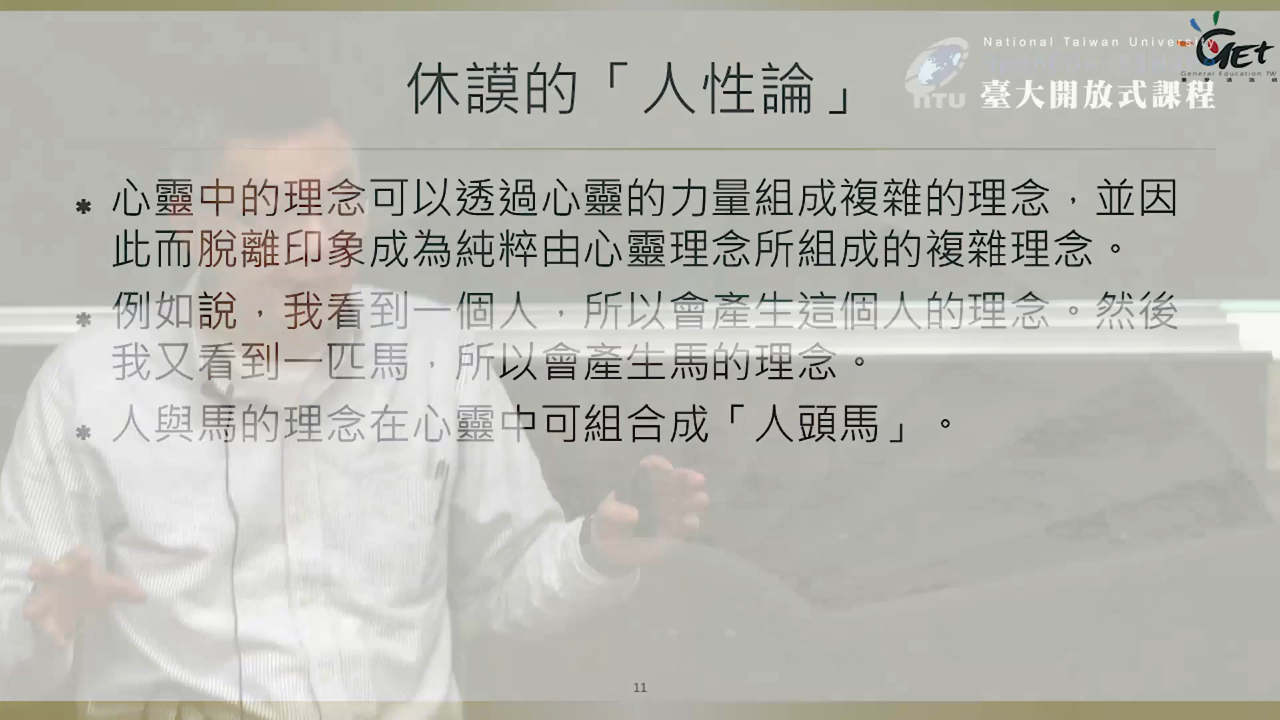 休謨的「人性論」
National Taiwan University
臺大開放式課程
NTU
GET
General Education TW
* 心靈中的理念可以透過心靈的力量組成複雜的理念，並因
此而脫離印象成為純粹由心靈理念所組成的複雜理念。
* 例如說，我看到一個人，所以會產生這個人的理念。然後
我又看到一匹馬，所以會產生馬的理念。
* 人與馬的理念在心靈中可組合成「人頭馬」。
11